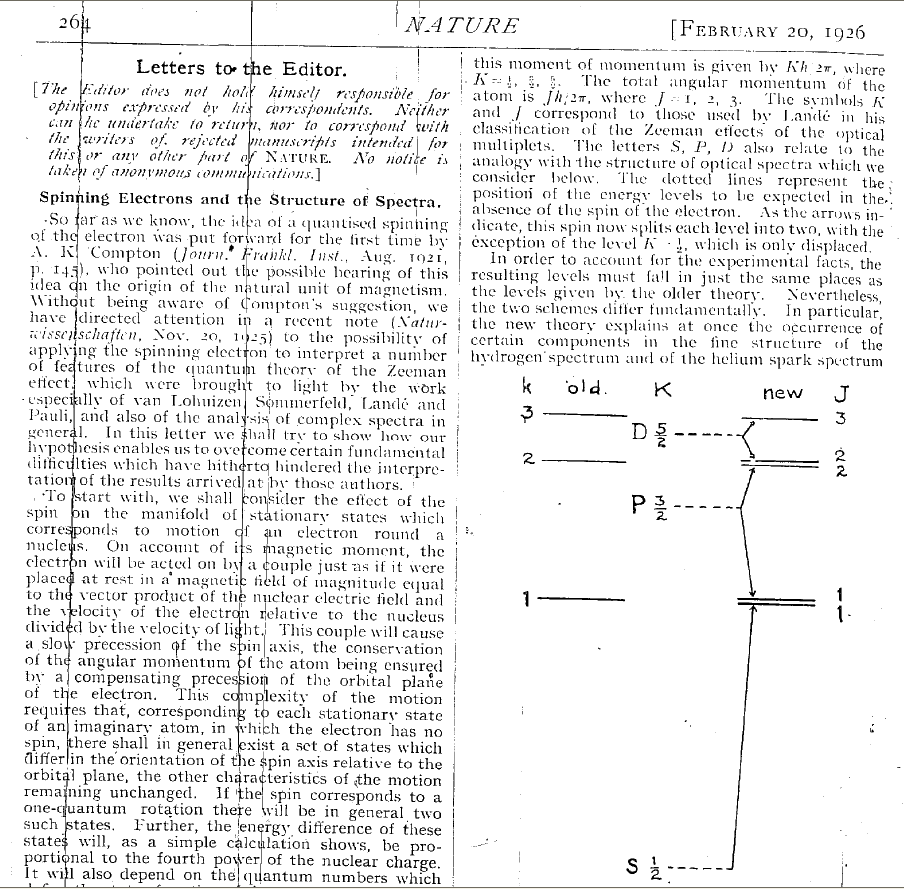 264
NATURE
[FEBRUARY 20, 1926
Letters to the Editor.
[The Editor does not hold himself responsible for
opinions expressed by his correspondents. Neither
can he undertake to return, nor to correspond with
the writers of, rejected manuscripts intended for
this or any other part of NATURE. No notice is
taken of anonymous communications.]
Spinning Electrons and the Structure of Spectra.
So far as we know, the idea of a quantised spinning
of the electron was put forward for the first time by
A. K. Compton (Journ. Frankl. Inst., Aug. 1921,
p. 145), who pointed out the possible bearing of this
idea on the origin of the natural unit of magnetism.
Without being aware of Compton's suggestion, we
have directed attention in a recent note (Natur-
wissenschaften, Nov. 20, 1925) to the possibility of
applying the spinning electron to interpret a number
of features of the quantum theory of the Zeeman
effect, which were brought to light by the work
especially of van Lohuizen, Sommerfeld, Landé and
Pauli, and also of the analysis of complex spectra in
general. In this letter we shall try to show how our
hypothesis enables us to overcome certain fundamental
difficulties which have hitherto hindered the interpre-
tation of the results arrived at by those authors.
To start with, we shall consider the effect of the
spin on the manifold of stationary states which
corresponds to motion of an electron round a
nucleus. On account of its magnetic moment, the
electron will be acted on by a couple just as if it were
placed at rest in a magnetic field of magnitude equal
to the vector product of the nuclear electric field and
the velocity of the electron relative to the nucleus
divided by the velocity of light. This couple will cause
a slow precession of the spin axis, the conservation
of the angular momentum of the atom being ensured
by a compensating precession of the orbital plane
of the electron. This complexity of the motion
requires that, corresponding to each stationary state
of an imaginary atom, in which the electron has no
spin, there shall in general exist a set of states which
differ in the orientation of the spin axis relative to the
orbital plane, the other characteristics of the motion
remaining unchanged. If the spin corresponds to a
one-quantum rotation there will be in general two
such states. Further, the energy difference of these
states will, as a simple calculation shows, be pro-
portional to the fourth power of the nuclear charge.
It will also depend on the quantum numbers which
this moment of momentum is given by Kh/2π, where
K = ½, 3/2, 5/2. The total angular momentum of the
atom is Jh/2π, where J = 1, 2, 3. The symbols K
and J correspond to those used by Landé in his
classification of the Zeeman effects of the optical
multiplets. The letters S, P, D also relate to the
analogy with the structure of optical spectra which we
consider below. The dotted lines represent the
position of the energy levels to be expected in the
absence of the spin of the electron. As the arrows in-
dicate, this spin now splits each level into two, with the
exception of the level K = ½, which is only displaced.
In order to account for the experimental facts, the
resulting levels must fall in just the same places as
the levels given by the older theory. Nevertheless,
the two schemes differ fundamentally. In particular,
the new theory explains at once the occurrence of
certain components in the fine structure of the
hydrogen spectrum and of the helium spark spectrum
k old. K new J
3 3
D 5/2
2 2
2
P 3/2
1 1
1
S 1/2